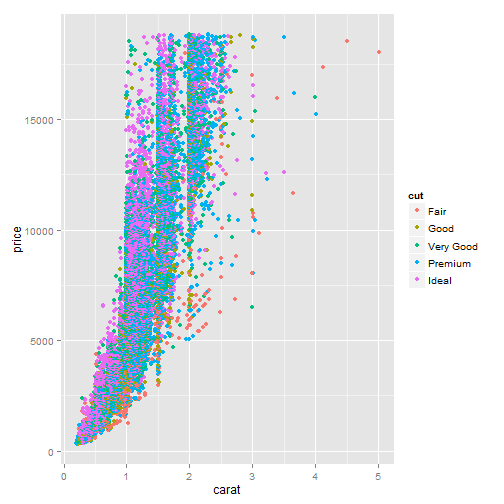 15000
10000
5000
0
price
0
1
2
3
4
5
carat
cut
Fair
Good
Very Good
Premium
Ideal